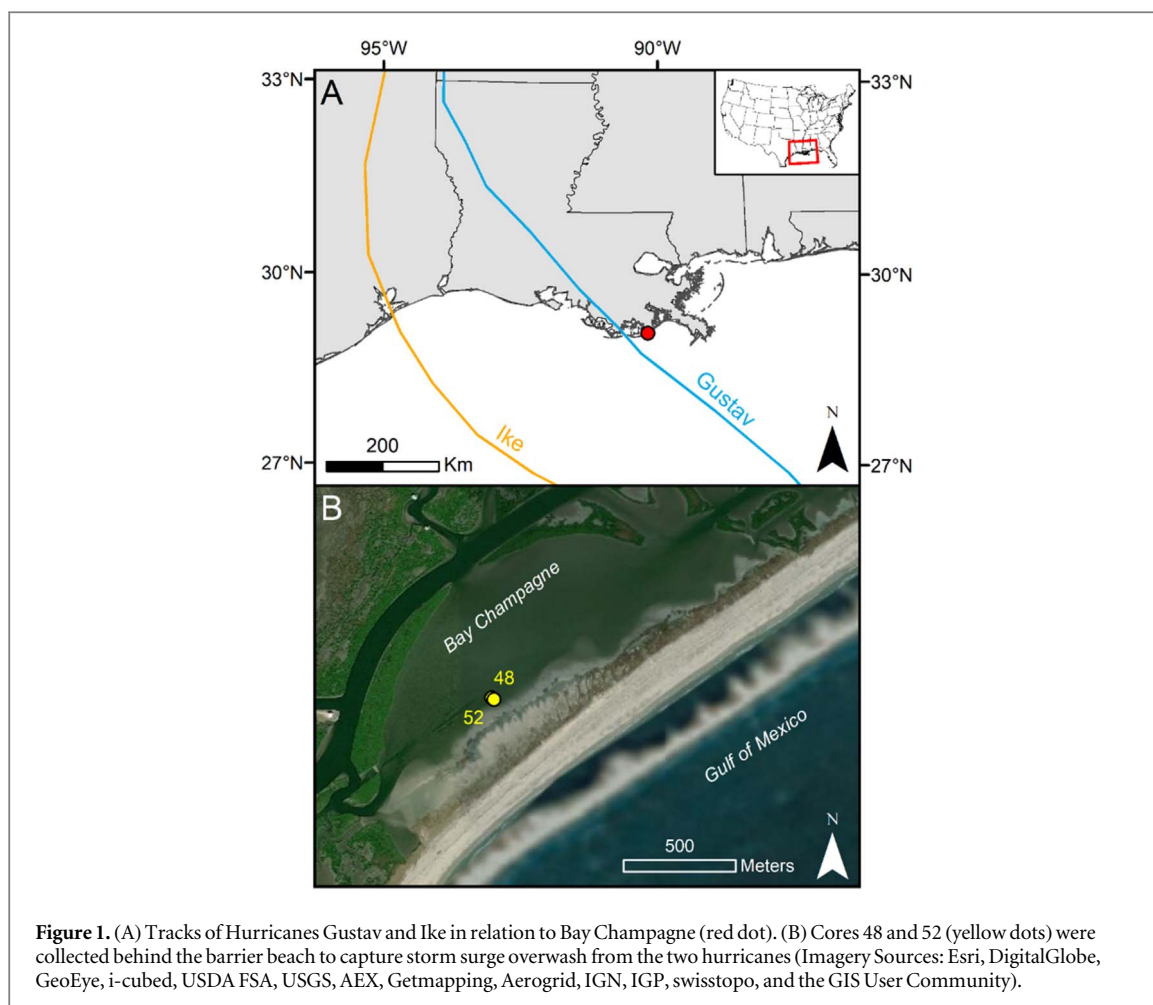 95°W 90°W
33°N A 33°N
30°N 30°N
Gustav
Ike
N
200
Km
27°N 27°N
B
Bay Champagne
48
52
Gulf of Mexico
N
500
Meters
Figure 1. (A) Tracks of Hurricanes Gustav and Ike in relation to Bay Champagne (red dot). (B) Cores 48 and 52 (yellow dots) were
collected behind the barrier beach to capture storm surge overwash from the two hurricanes (Imagery Sources: Esri, DigitalGlobe,
GeoEye, i-cubed, USDA FSA, USGS, AEX, Getmapping, Aerogrid, IGN, IGP, swisstopo, and the GIS User Community).